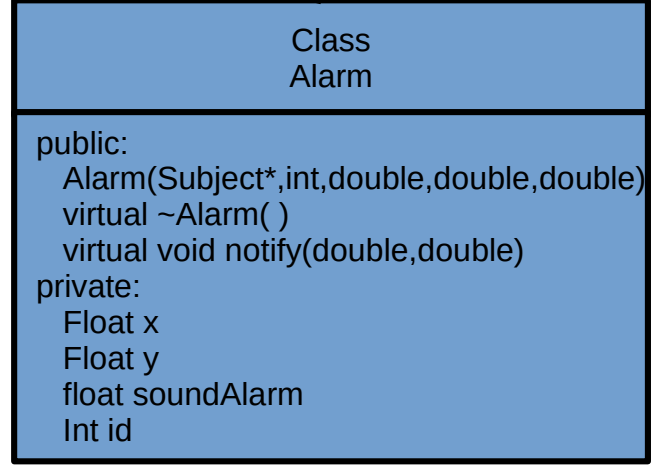 Class
Alarm
public:
Alarm(Subject*,int,double,double,double)
virtual ~Alarm( )
virtual void notify(double,double)
private:
Float x
Float y
float soundAlarm
Int id